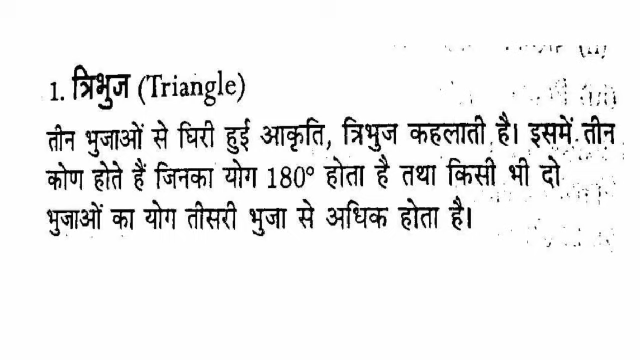 1. त्रिभुज (Triangle)
तीन भुजाओं से घिरी हुई आकृति, त्रिभुज कहलाती है। इसमें तीन
कोण होते हैं जिनका योग 180° होता है तथा किसी भी दो
भुजाओं का योग तीसरी भुजा से अधिक होता है।